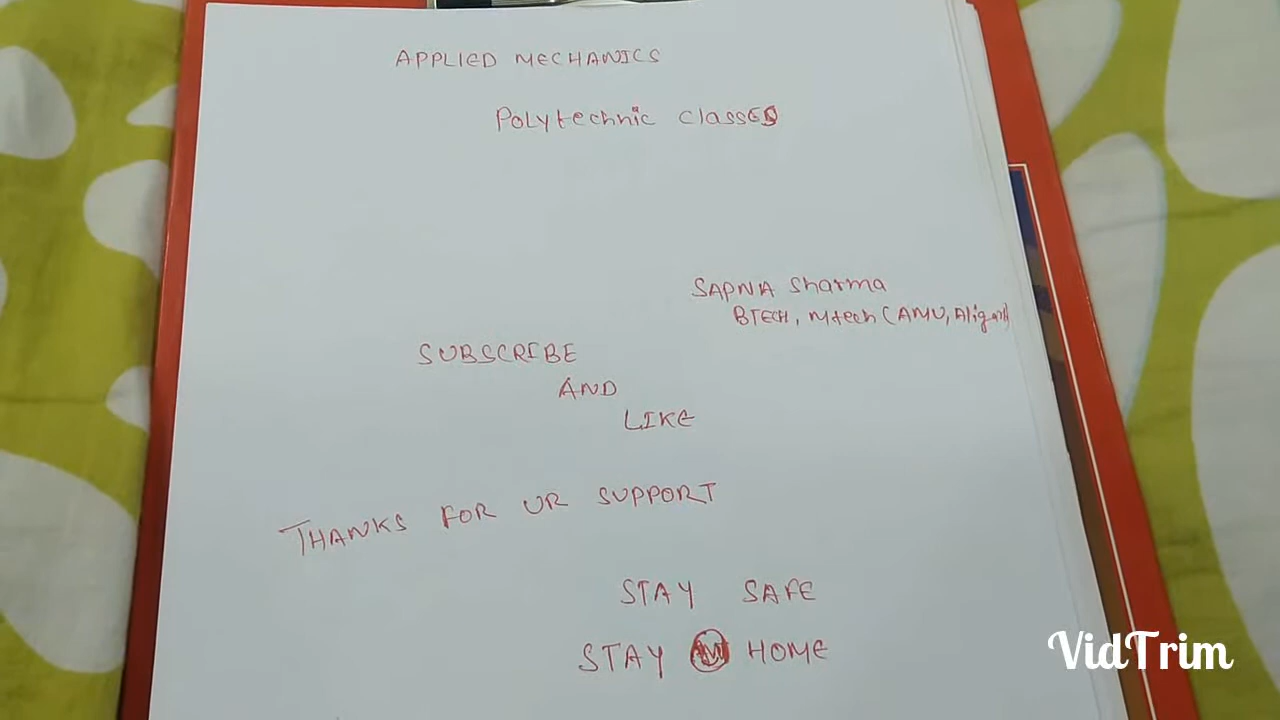 APPLIED MECHANICS
Polytechnic classes
SAPNA Sharma
BTECH, Mtech (AMU, Aligarh)
SUBSCRIBE
AND
LIKE
THANKS FOR UR SUPPORT
STAY SAFE
STAY HOME
VidTrim